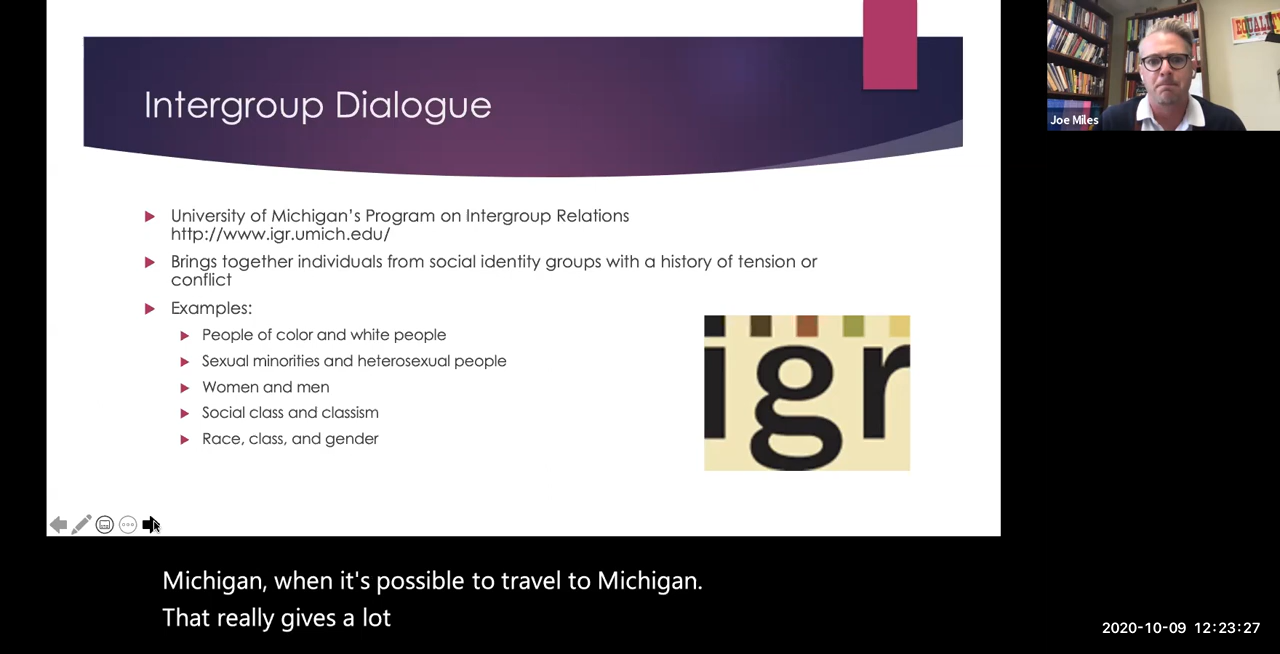 Intergroup Dialogue
University of Michigan’s Program on Intergroup Relations
http://www.igr.umich.edu/
Brings together individuals from social identity groups with a history of tension or
conflict
Examples:
People of color and white people
Sexual minorities and heterosexual people
Women and men
Social class and classism
Race, class, and gender
igr
Joe Miles
Michigan, when it's possible to travel to Michigan.
That really gives a lot
2020-10-09 12:23:27